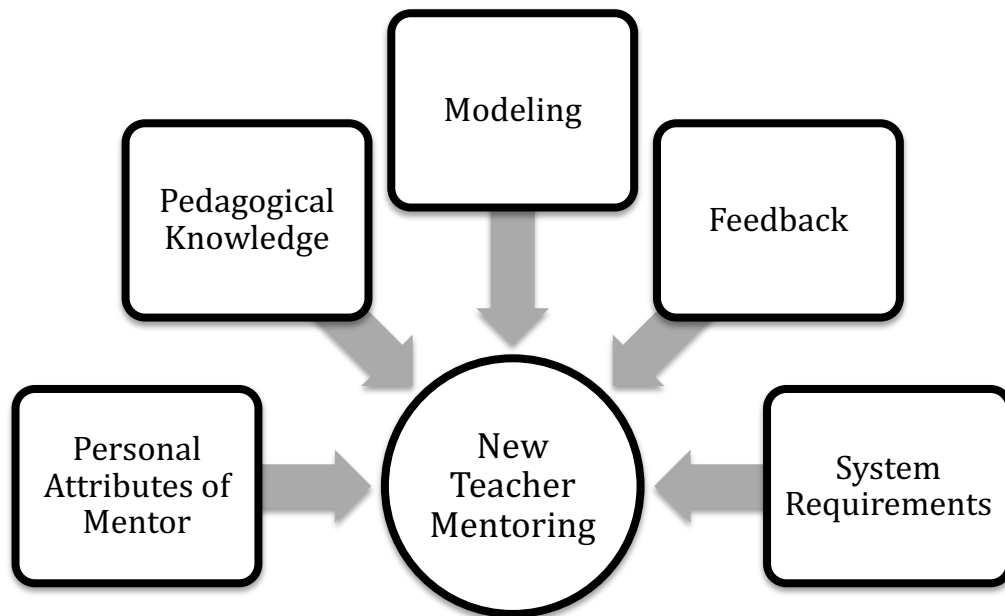 Modeling
Pedagogical
Knowledge
Feedback
Personal
Attributes of
Mentor
New
Teacher
Mentoring
System
Requirements